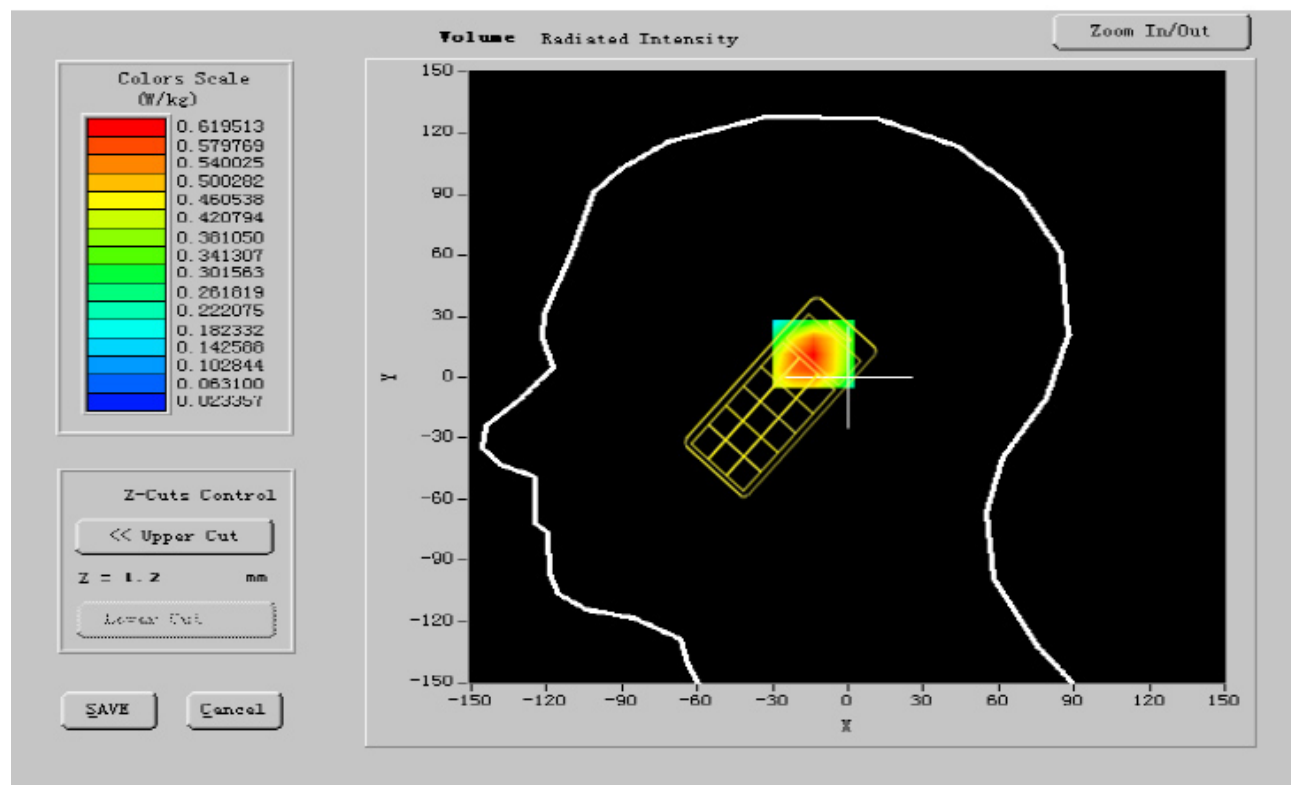 Volume Radiated Intensity
Zoom In/Out
Colors Scale
(W/kg)
0.619513
0.579769
0.540025
0.500282
0.460538
0.420794
0.381050
0.341307
0.301563
0.261819
0.222075
0.182332
0.142588
0.102844
0.063100
0.023357
Z-Cuts Control
<< Upper Cut
Z = 1.2 mm
Lower Cut
SAVE
Cancel
150
120
90
60
30
0
-30
-60
-90
-120
-150
Y
-150 -120 -90 -60 -30 0 30 60 90 120 150
X